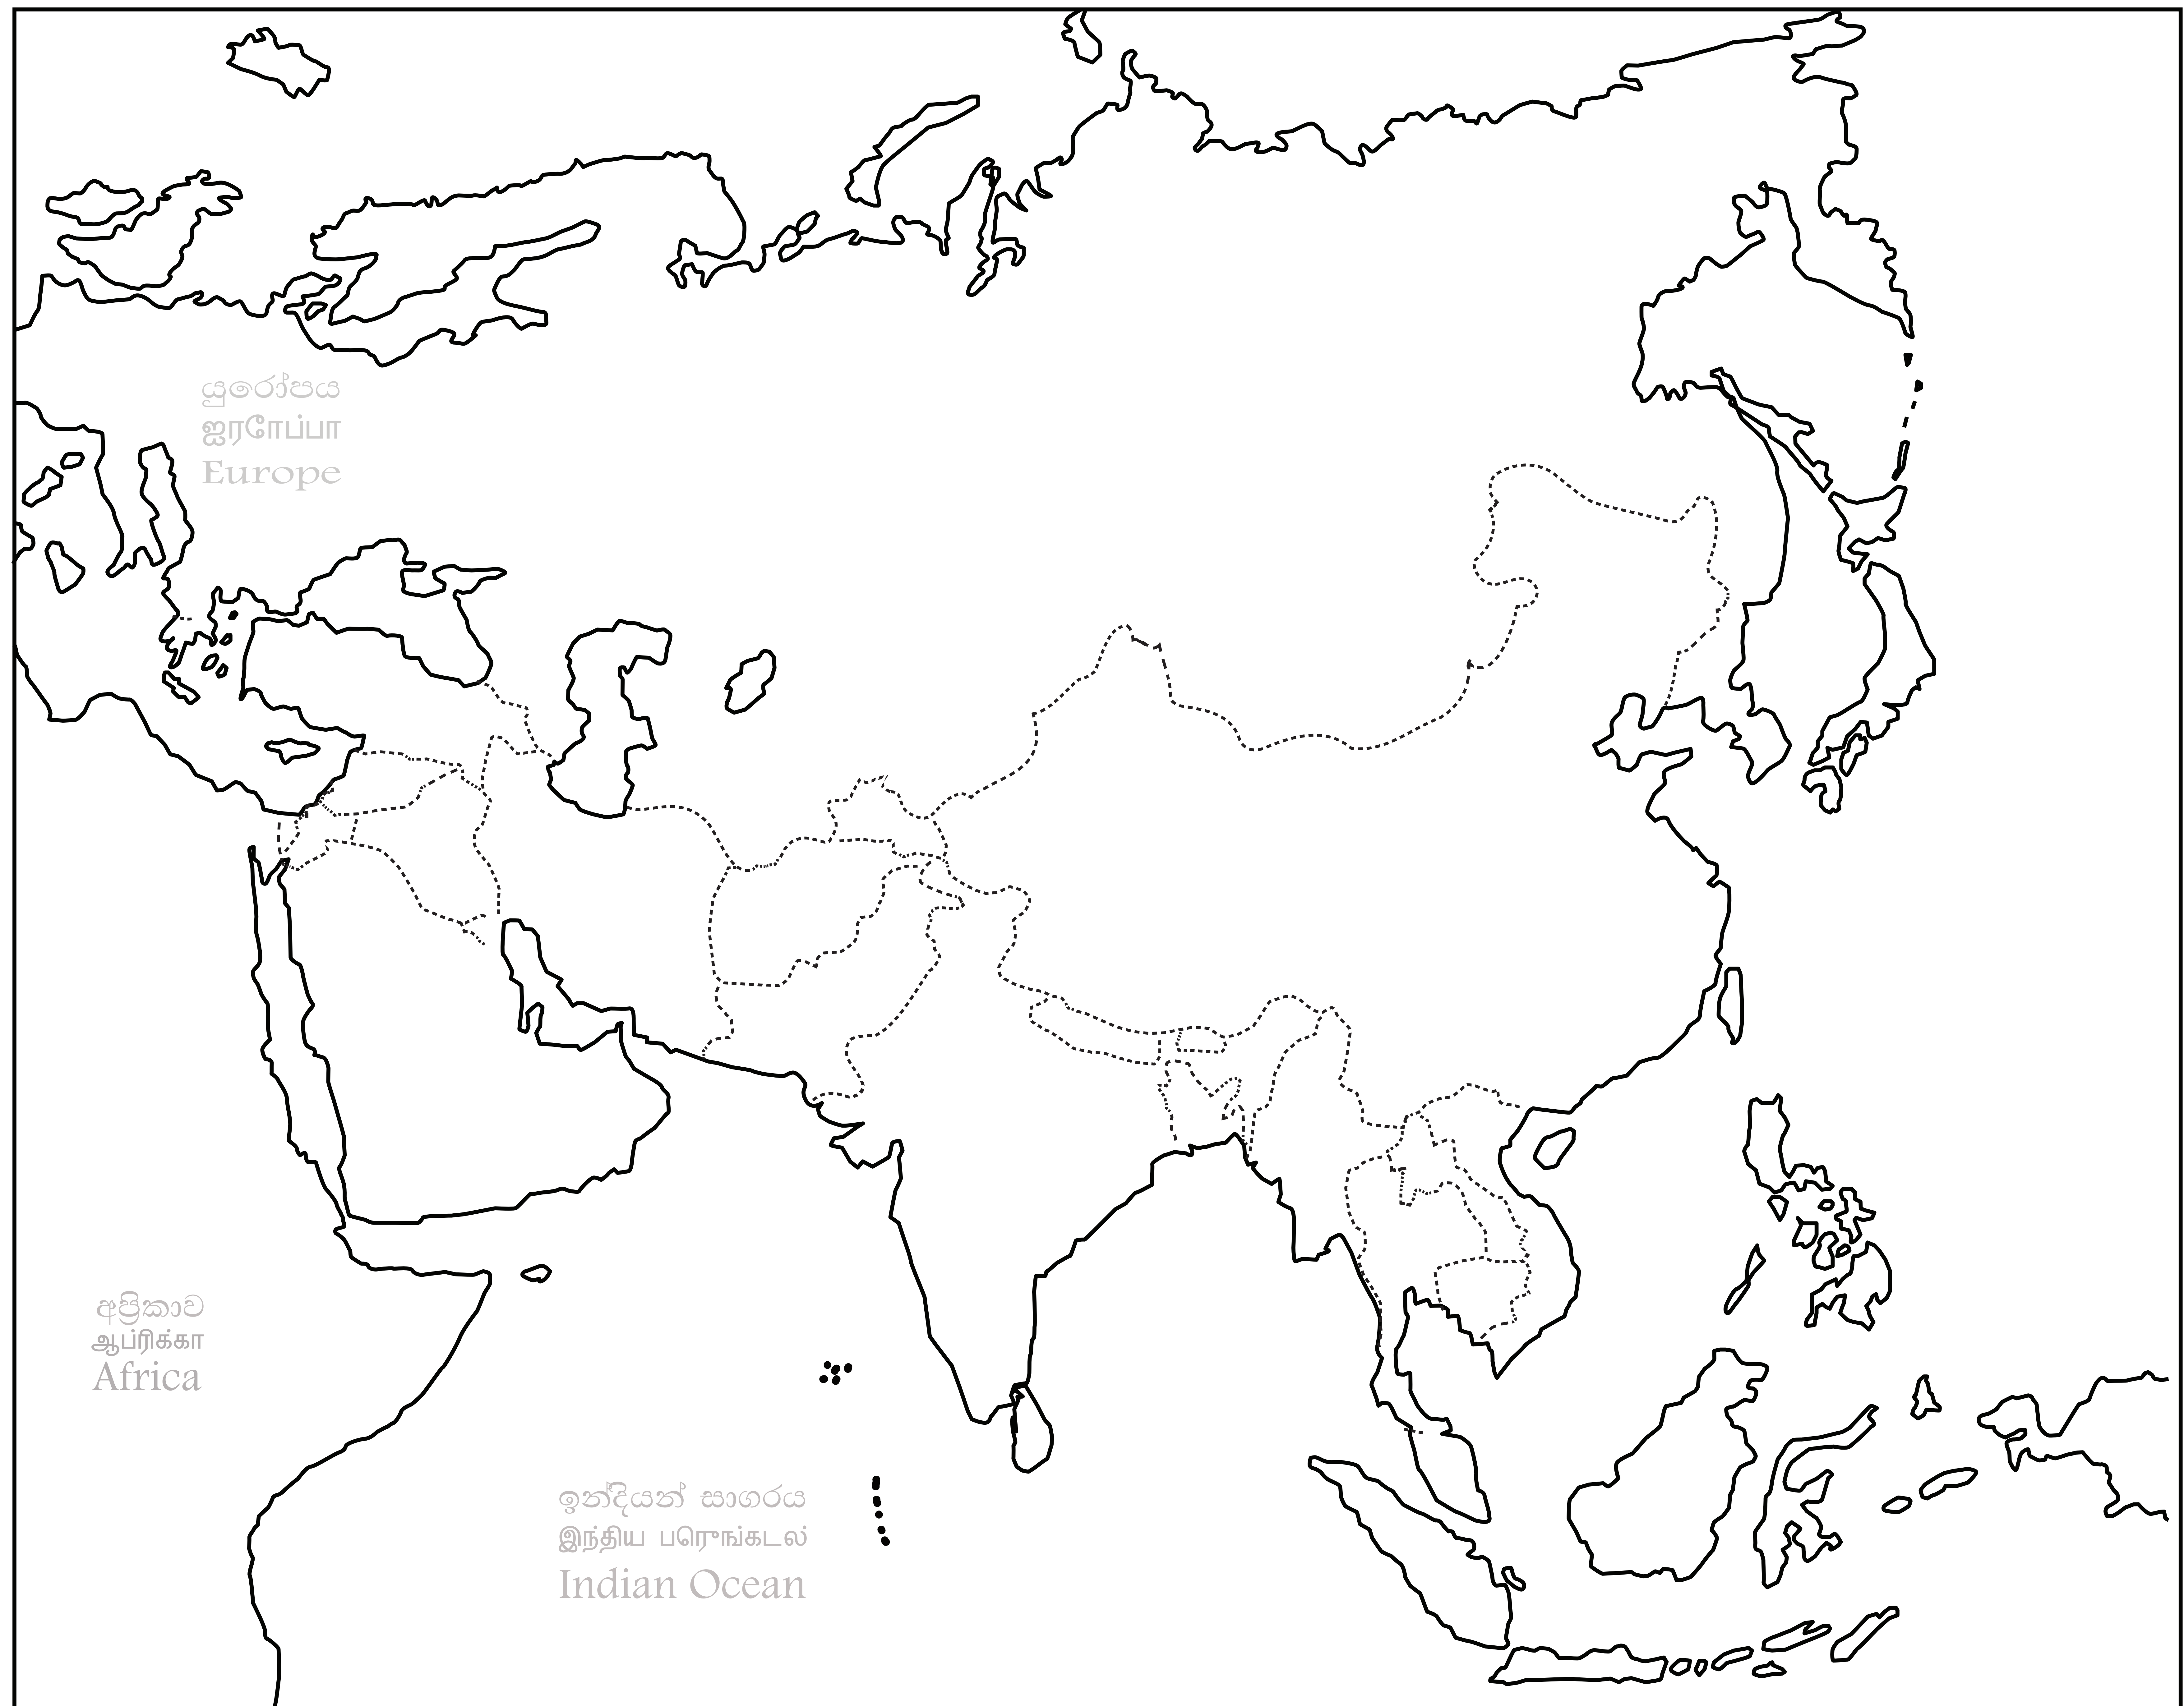 යුරෝපය
ஐரோப்பா
Europe
අප්‍රිකාව
ஆபிரிக்கா
Africa
ඉන්දියන් සාගරය
இந்திய பெருங்கடல்
Indian Ocean